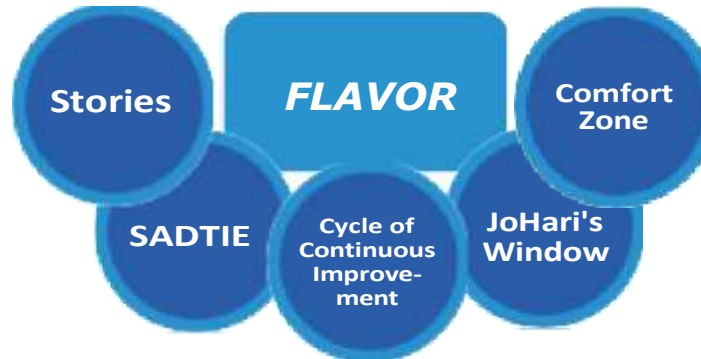 Stories
FLAVOR
Comfort
Zone
SADTIE
Cycle of
Continuous
Improve-
ment
JoHari's
Window